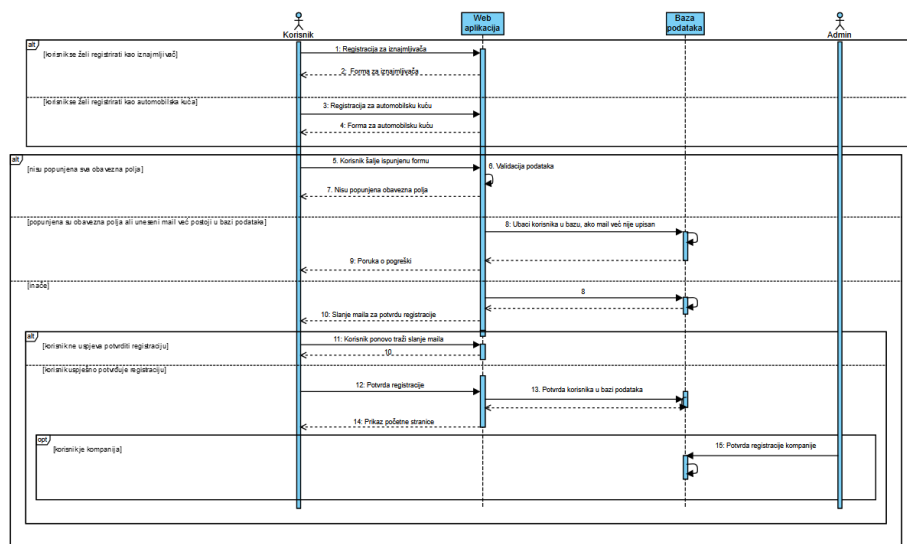 Korisnik
Web
aplikacija
Baza
podataka
Admin
alt
[korisnik se želi registrirati kao iznajmljivač]
1: Registracija za iznajmljivača
2: Forma za iznajmljivača
[korisnik se želi registrirati kao automobilska kuća]
3: Registracija za automobilsku kuću
4: Forma za automobilsku kuću
alt
[nisu popunjena sva obavezna polja]
5. Korisnik šalje ispunjenu formu
6. Validacija podataka
7. Nisu popunjena obavezna polja
[popunjena su obavezna polja ali uneseni mail već postoji u bazi podataka]
8: Ubaci korisnika u bazu, ako mail već nije upisan
9: Poruka o pogreški
[inače]
8
10: Slanje maila za potvrdu registracije
alt
[korisnik ne uspjeva potvrditi registraciju]
11: Korisnik ponovo traži slanje maila
10
[korisnik uspješno potvrđuje registraciju]
12: Potvrda registracije
13. Potvrda korisnika u bazi podataka
14: Prikaz početne stranice
opt
[korisnik je kompanija]
15: Potvrda registracije kompanije